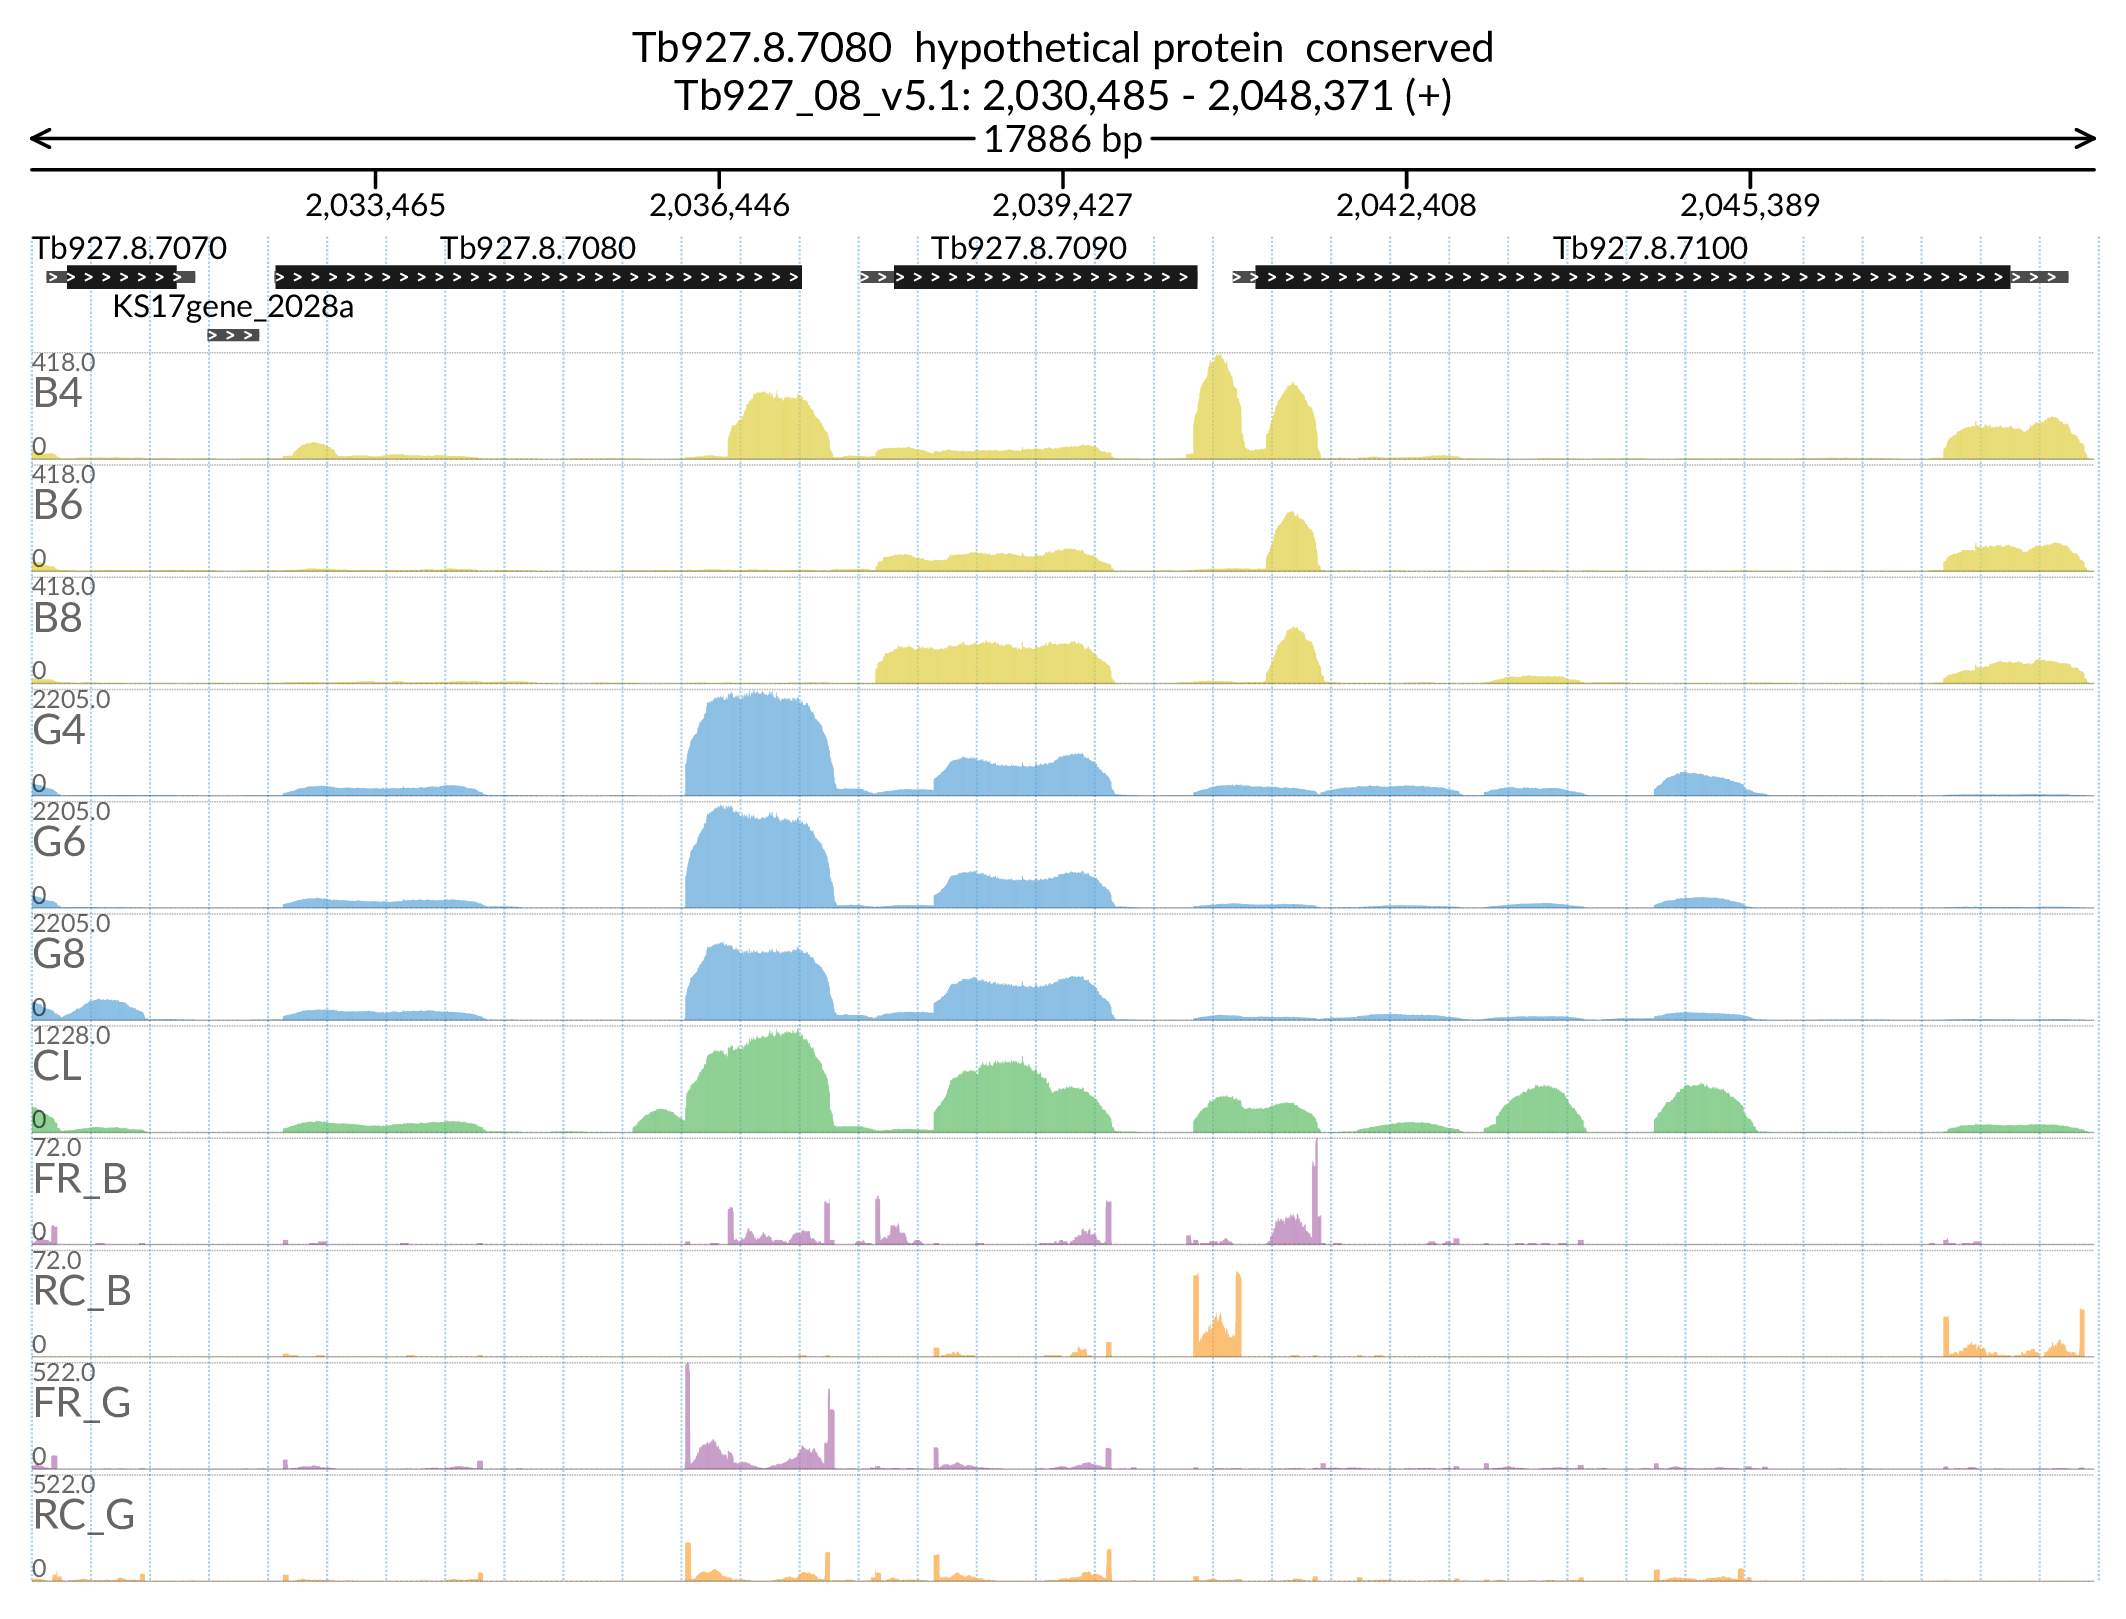 Tb927.8.7080  hypothetical protein  conserved
Tb927_08_v5.1: 2,030,485 - 2,048,371 (+)
17886 bp
2,033,465 2,036,446 2,039,427 2,042,408 2,045,389
Tb927.8.7070 Tb927.8.7080 Tb927.8.7090 Tb927.8.7100
KS17gene_2028a
418.0
B4
0
418.0
B6
0
418.0
B8
0
2205.0
G4
0
2205.0
G6
0
2205.0
G8
0
1228.0
CL
0
72.0
FR_B
0
72.0
RC_B
0
522.0
FR_G
0
522.0
RC_G
0